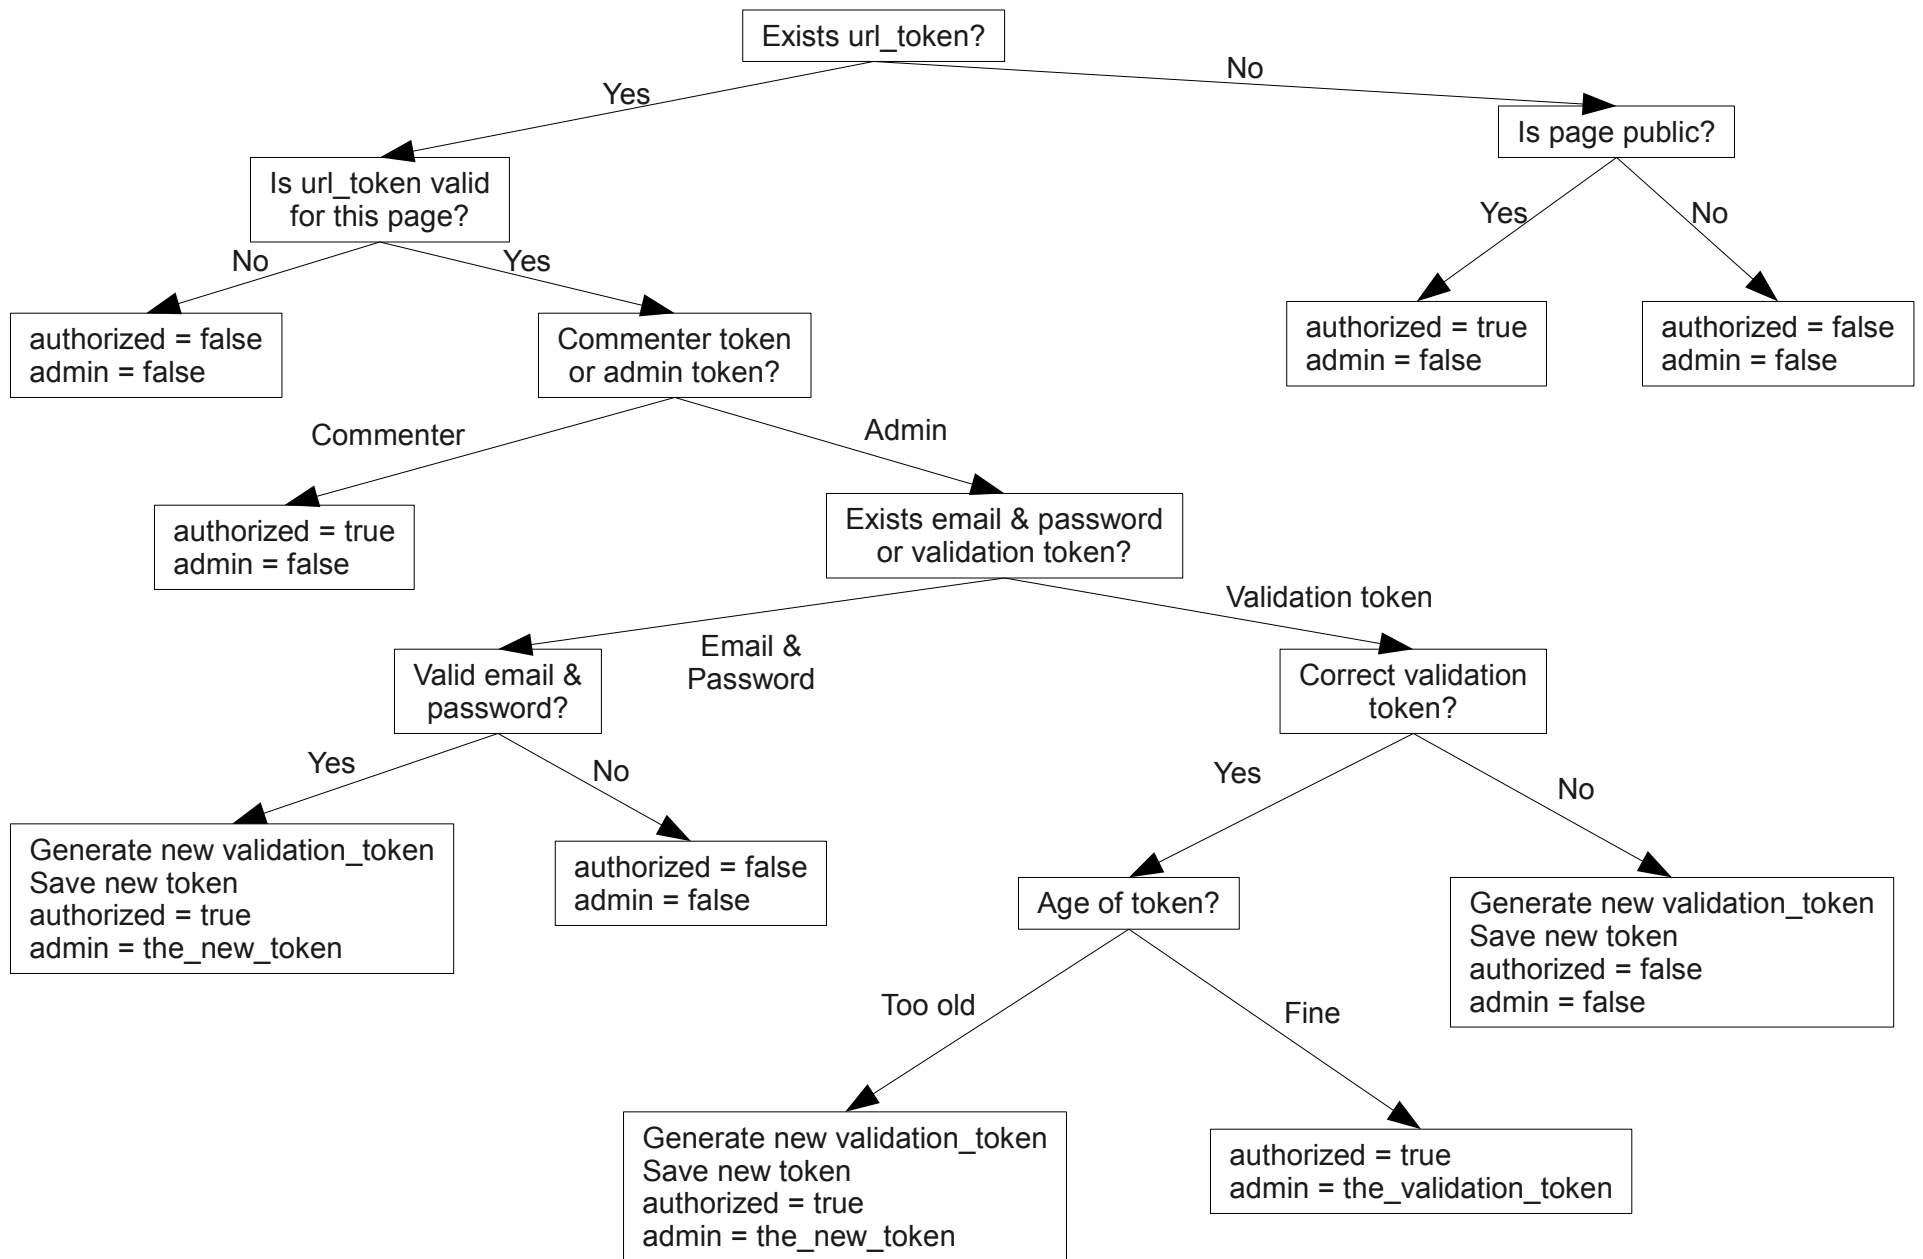 Exists url_token?
Yes
No
Is page public?
Is url_token valid
for this page?
Yes
No
No
Yes
authorized = false
admin = false
Commenter token
or admin token?
authorized = true
admin = false
authorized = false
admin = false
Commenter
Admin
authorized = true
admin = false
Exists email & password
or validation token?
Email &
Password
Validation token
Valid email &
password?
Correct validation
token?
Yes
No
Yes
No
Generate new validation_token
Save new token
authorized = true
admin = the_new_token
authorized = false
admin = false
Age of token?
Generate new validation_token
Save new token
authorized = false
admin = false
Too old
Fine
Generate new validation_token
Save new token
authorized = true
admin = the_new_token
authorized = true
admin = the_validation_token